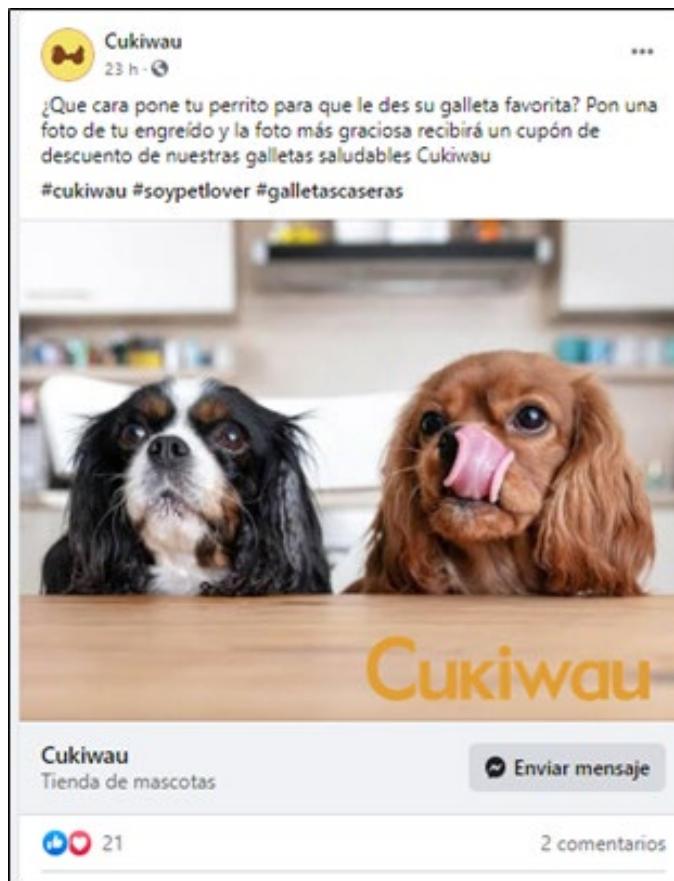 Cukiwau
23 h ·
¿Que cara pone tu perrito para que le des su galleta favorita? Pon una
foto de tu engreído y la foto más graciosa recibirá un cupón de
descuento de nuestras galletas saludables Cukiwau
#cukiwau #soypetlover #galletascaseras
Cukiwau
Cukiwau
Tienda de mascotas
Enviar mensaje
21
2 comentarios